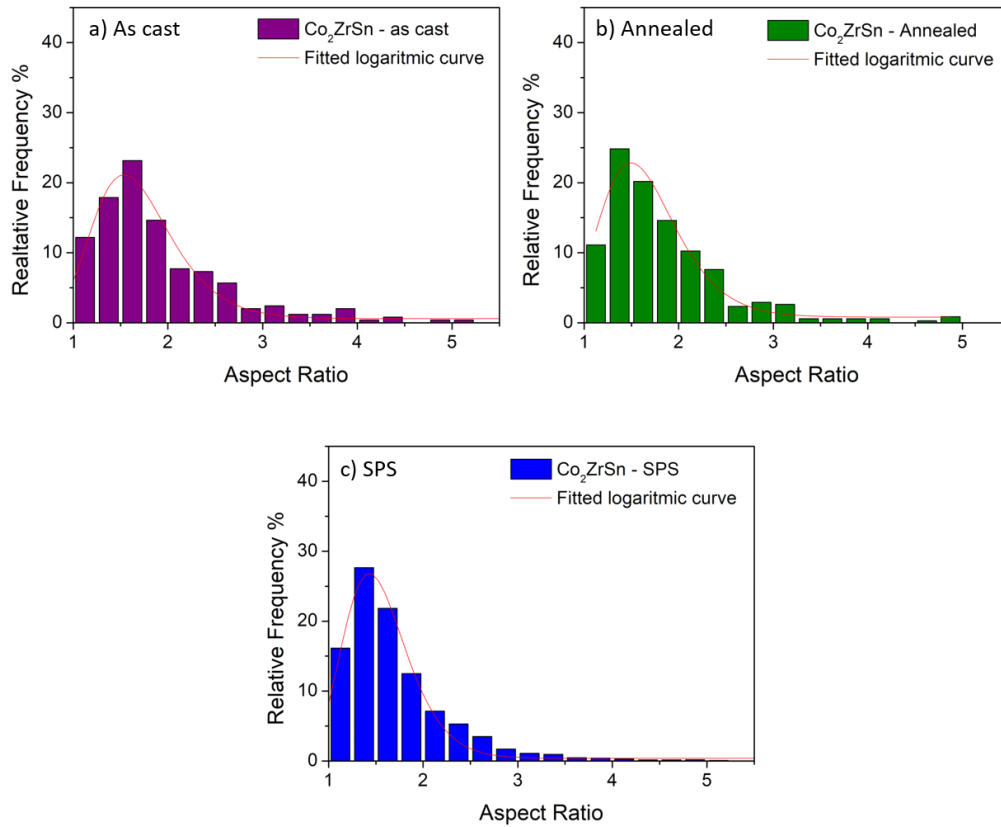 a) As cast
Co₂ZrSn - as cast
Fitted logaritmic curve
40
30
20
10
0
Realtative Frequency %
1 2 3 4 5
Aspect Ratio
b) Annealed
Co₂ZrSn - Annealed
Fitted logaritmic curve
40
30
20
10
0
Relative Frequency %
1 2 3 4 5
Aspect Ratio
c) SPS
Co₂ZrSn - SPS
Fitted logaritmic curve
40
30
20
10
0
Relative Frequency %
1 2 3 4 5
Aspect Ratio